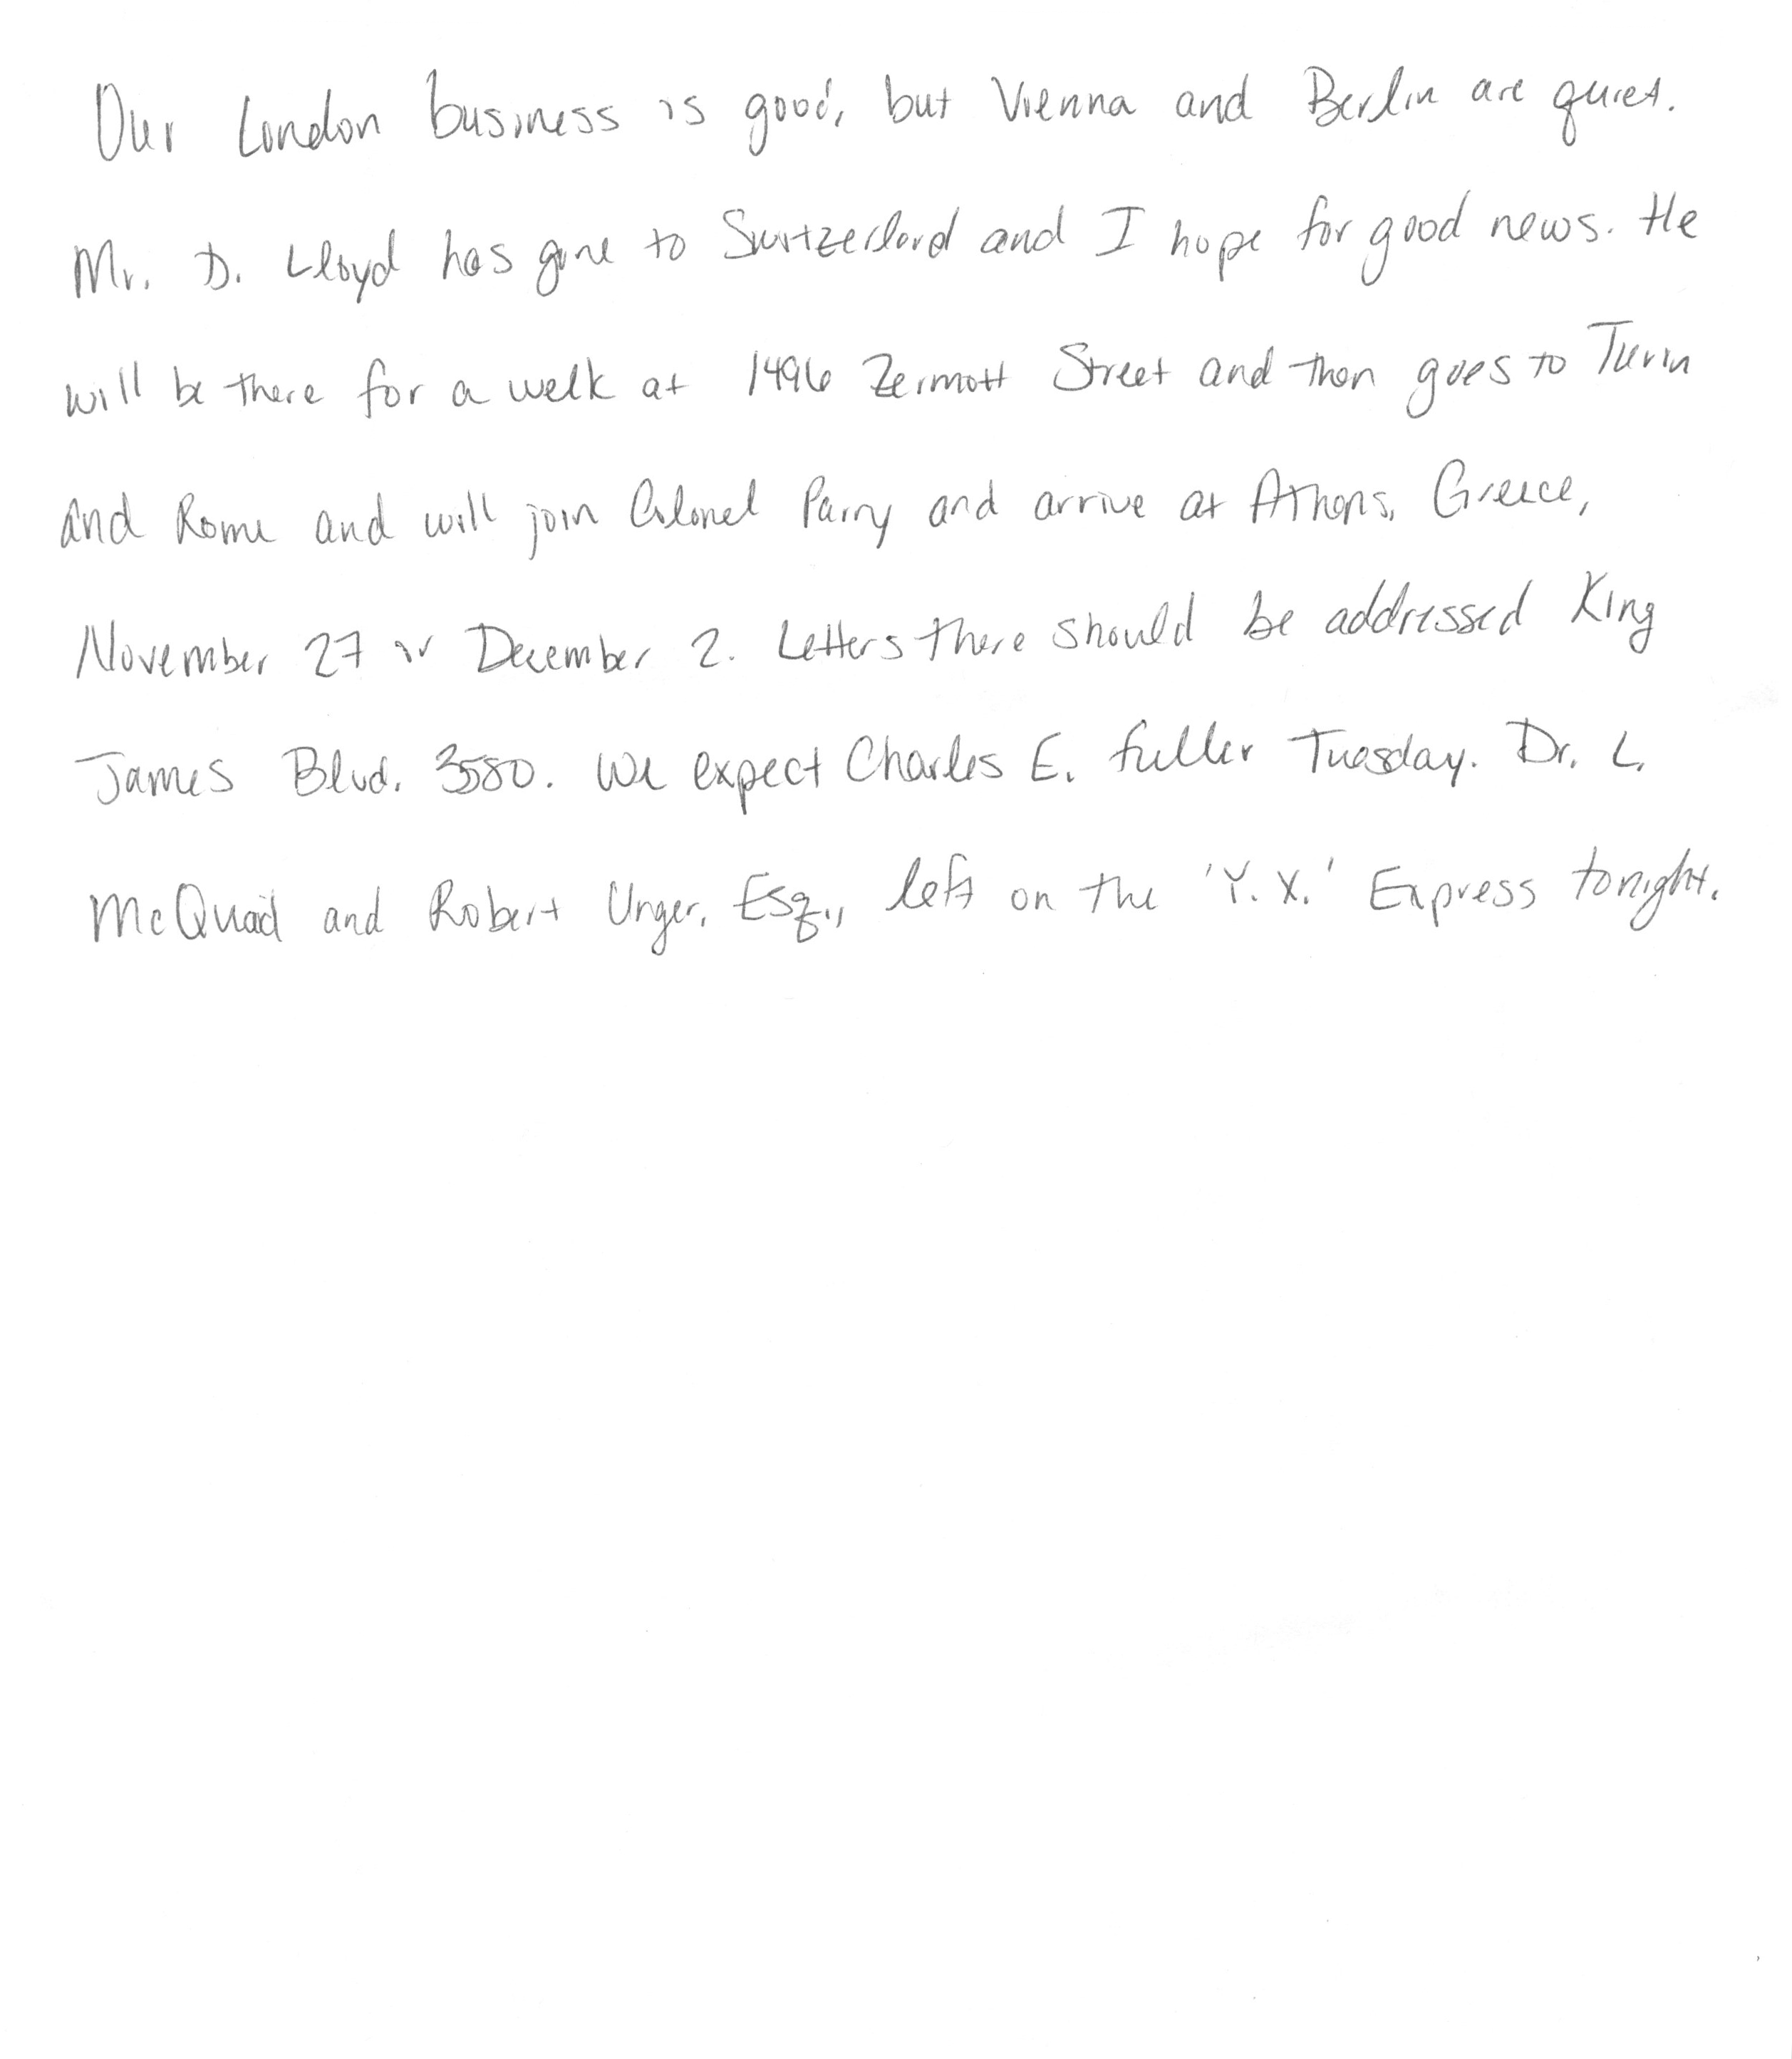 Our London business is good, but Vienna and Berlin are quiet.
Mr. D. Lloyd has gone to Switzerland and I hope for good news. He
will be there for a week at 1496 Zermott Street and then goes to Turin
and Rome and will join Colonel Parry and arrive at Athens, Greece,
November 27 or December 2. Letters there should be addressed King
James Blvd. 3580. We expect Charles E. Fuller Tuesday. Dr. L.
McQuaid and Robert Unger, Esq., left on the 'Y.X.' Express tonight.